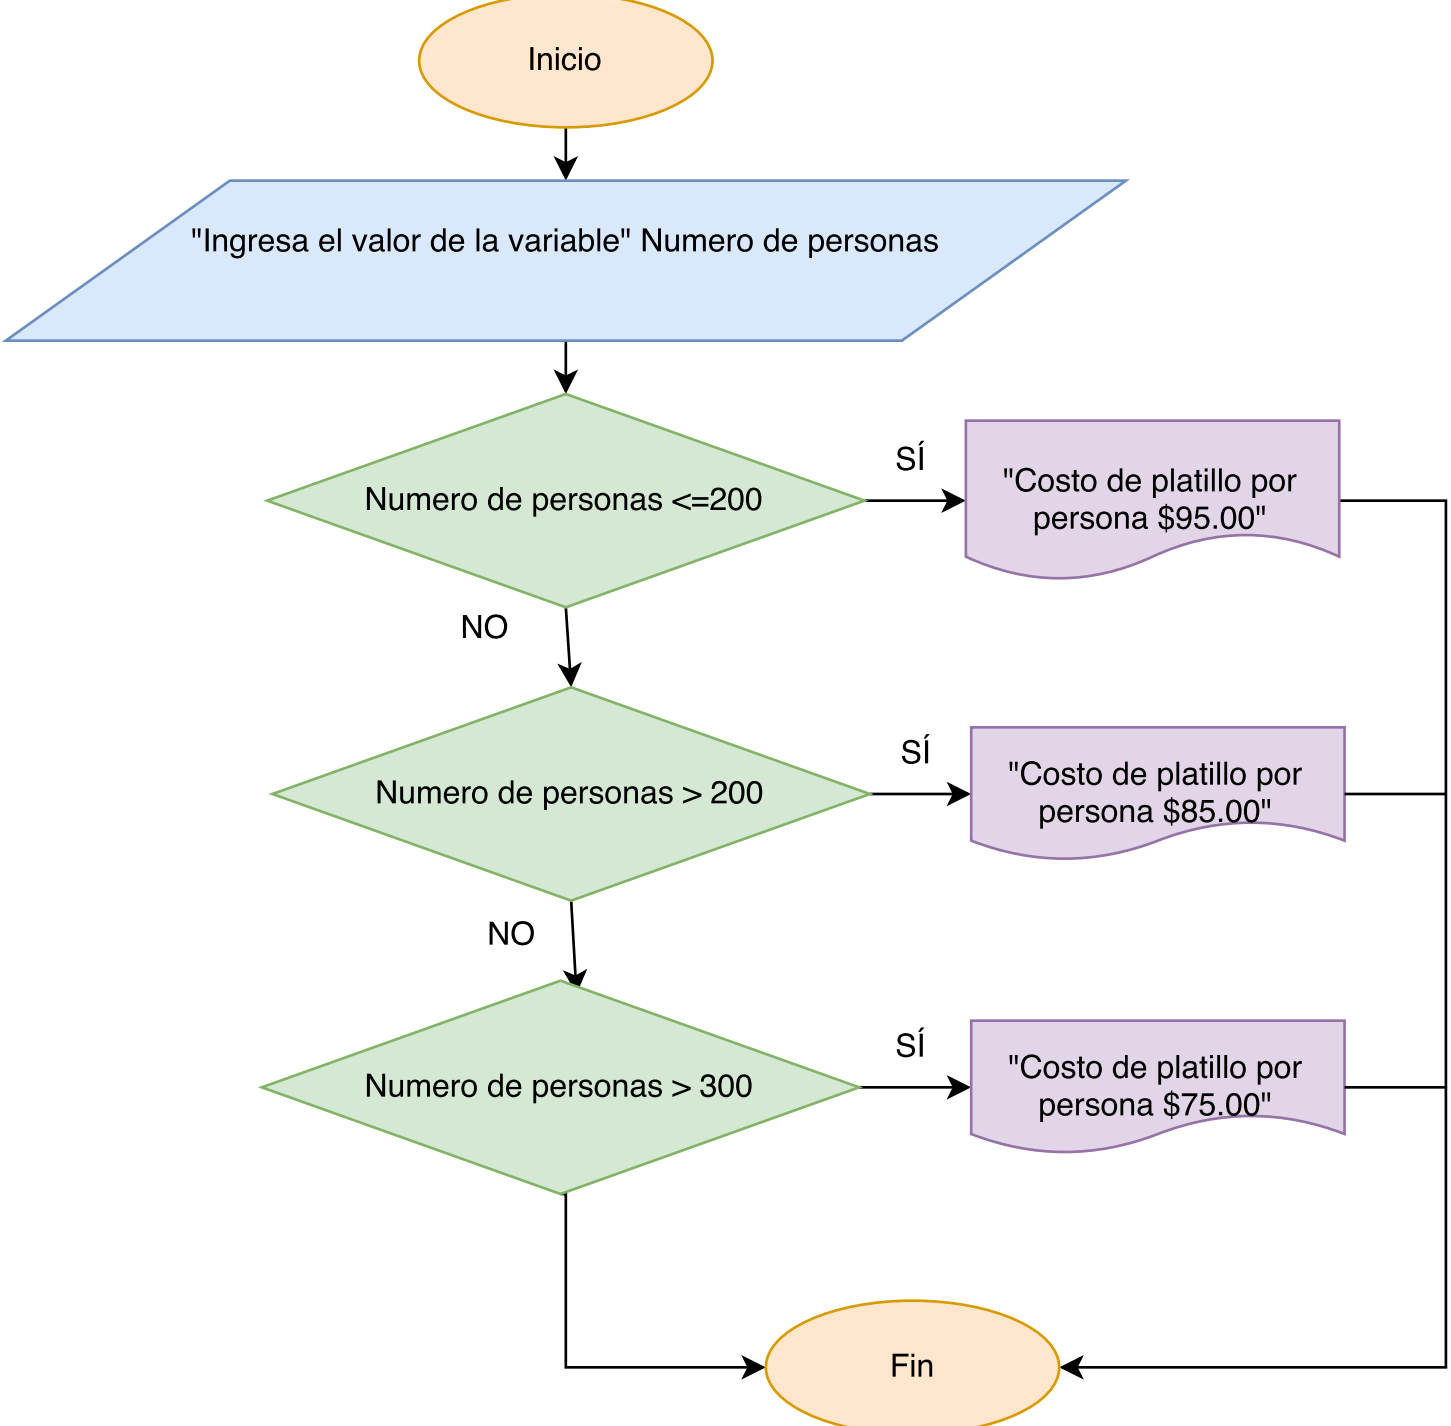 Inicio
"Ingresa el valor de la variable" Numero de personas
Numero de personas <=200
SÍ
"Costo de platillo por
persona $95.00"
NO
Numero de personas > 200
SÍ
"Costo de platillo por
persona $85.00"
NO
Numero de personas > 300
SÍ
"Costo de platillo por
persona $75.00"
Fin